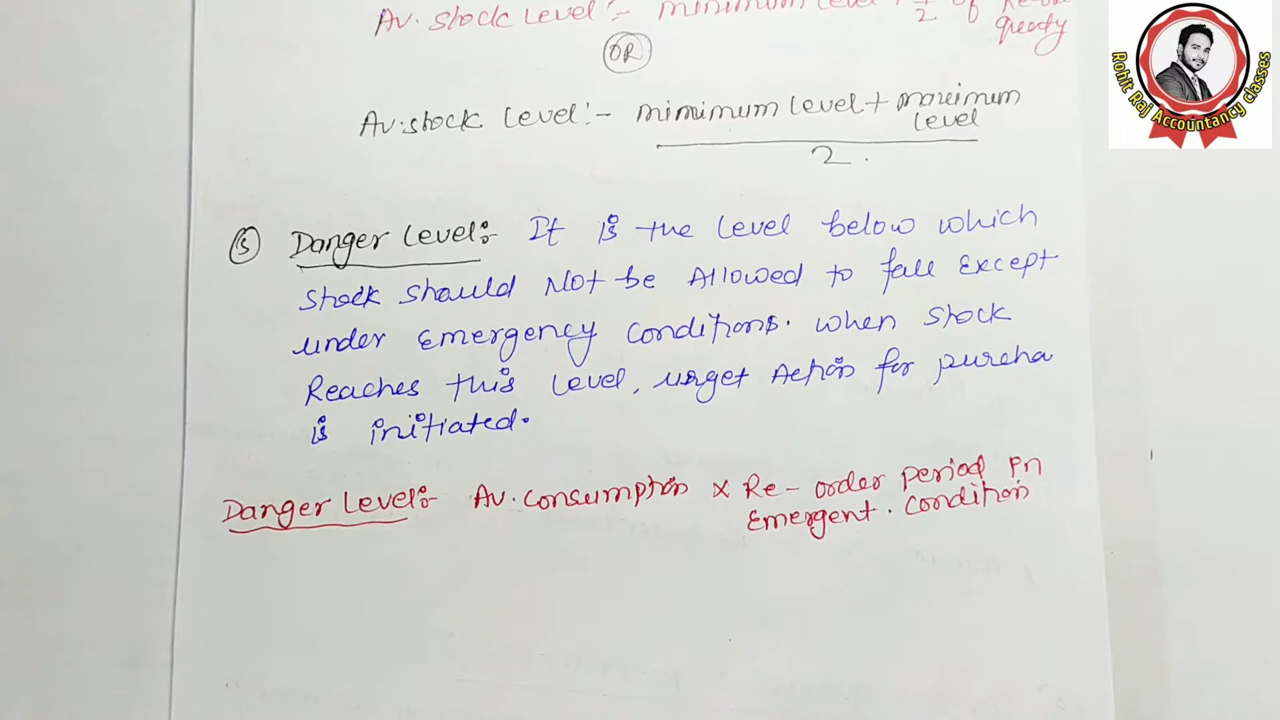 Av. Stock Level :- minimum Level + 1/2 of Re-or
qneaty
OR
Av. stock Level :- minimum level + maximum
level
2.
(5) Danger Level :- It is the Level below which
Stock should Not be Allowed to fall Except
under Emergency Conditions. when Stock
Reaches this Level, urget Action for purcha
is initiated.
Danger Level :- Av. consumption × Re-order Period in
Emergent. Condition
Rohit Raj Accountancy classes